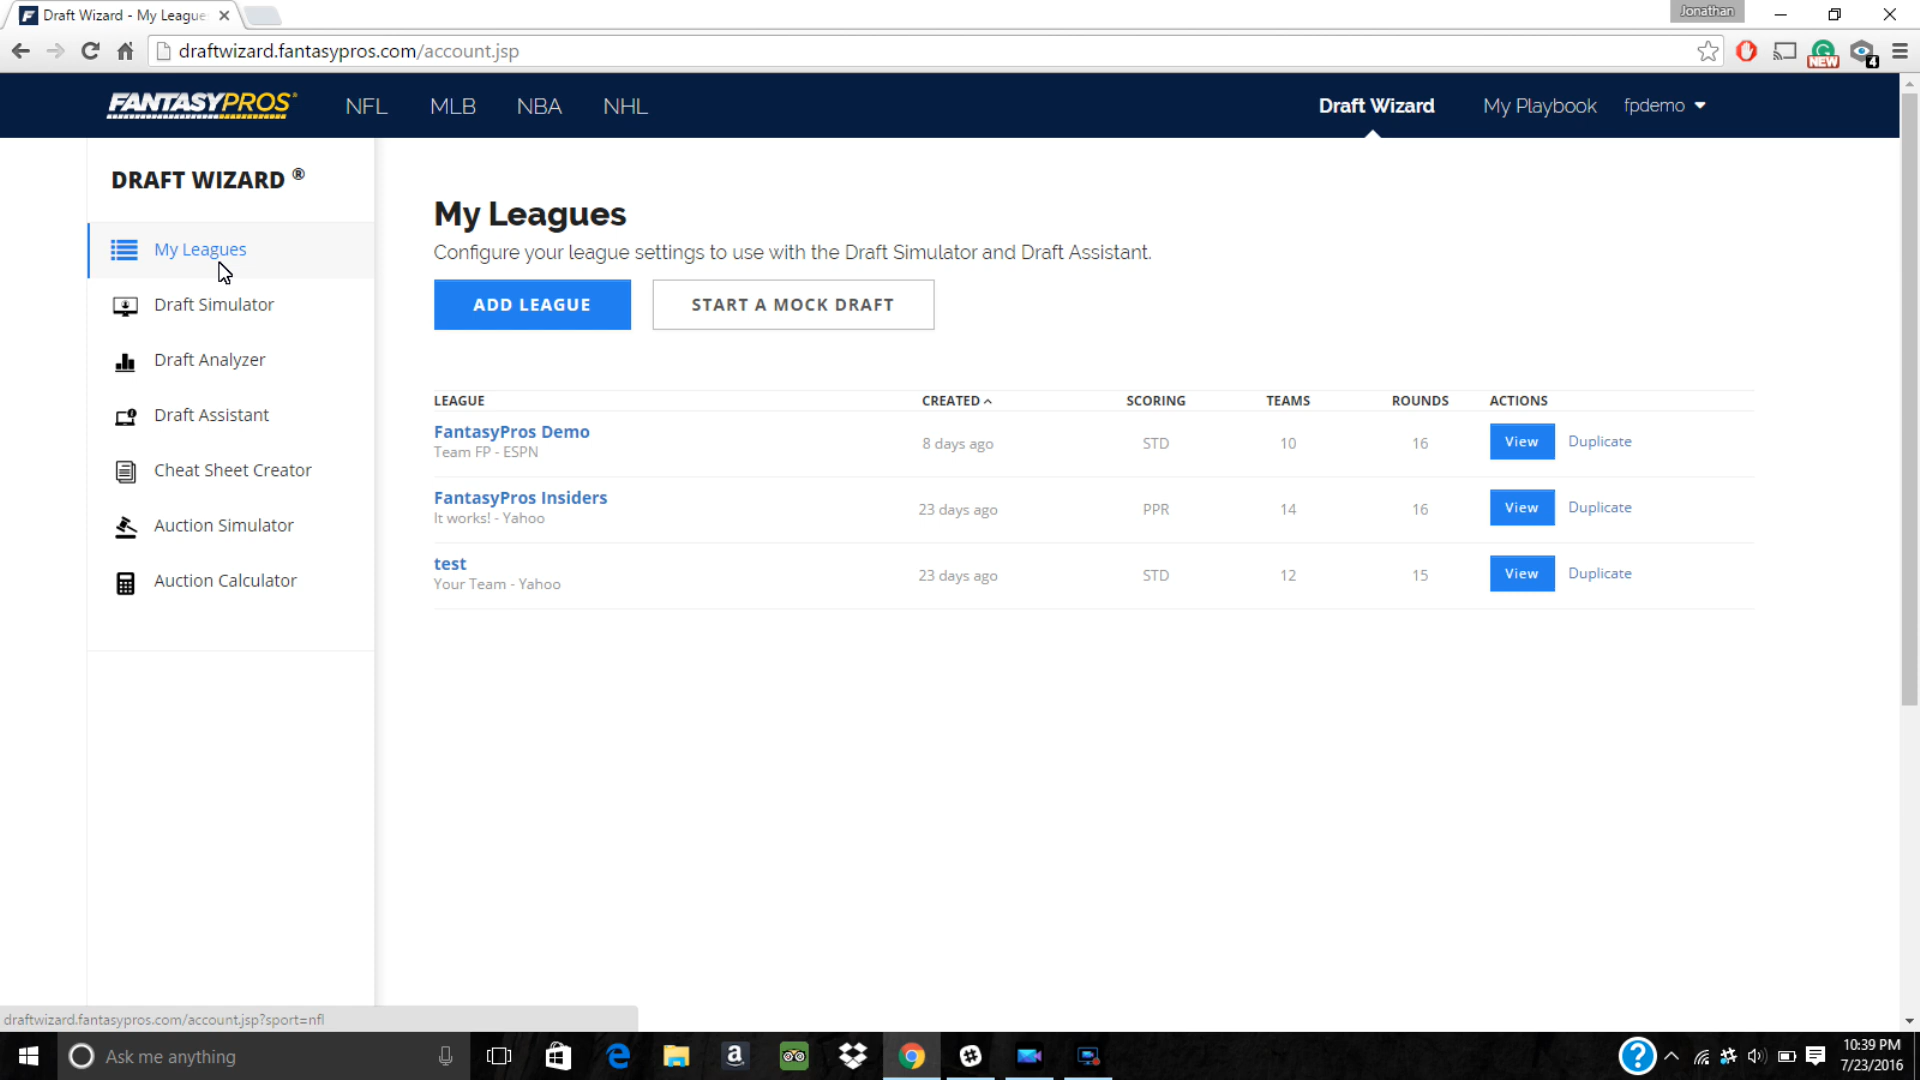 Draft Wizard - My League
Jonathan
draftwizard.fantasypros.com/account.jsp
NEW
4
FANTASYPROS®
NFL
MLB
NBA
NHL
Draft Wizard
My Playbook
fpdemo
DRAFT WIZARD ®
My Leagues
Draft Simulator
Draft Analyzer
Draft Assistant
Cheat Sheet Creator
Auction Simulator
Auction Calculator
My Leagues
Configure your league settings to use with the Draft Simulator and Draft Assistant.
ADD LEAGUE
START A MOCK DRAFT
LEAGUE CREATED SCORING TEAMS ROUNDS ACTIONS
FantasyPros Demo
Team FP - ESPN
8 days ago STD 10 16 View Duplicate
FantasyPros Insiders
It works! - Yahoo
23 days ago PPR 14 16 View Duplicate
test
Your Team - Yahoo
23 days ago STD 12 15 View Duplicate
draftwizard.fantasypros.com/account.jsp?sport=nfl
Ask me anything
10:39 PM
7/23/2016